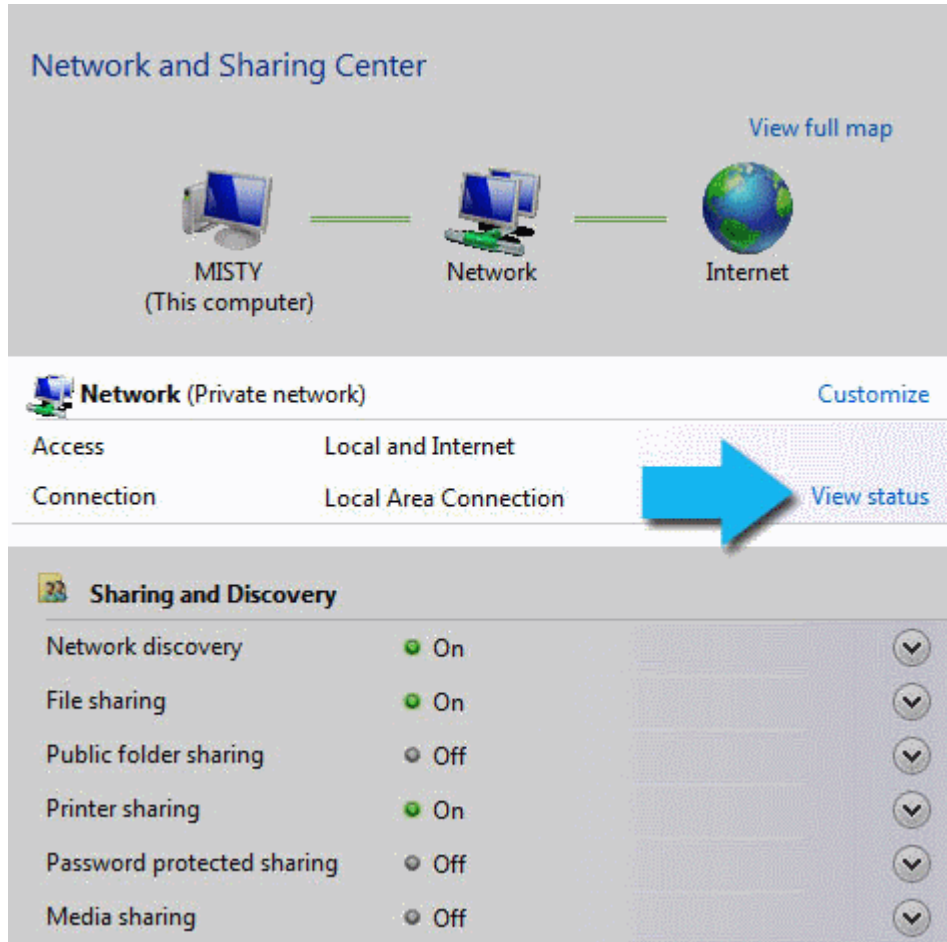 Network and Sharing Center
View full map
MISTY
(This computer)
Network
Internet
Network (Private network) Customize
Access Local and Internet
Connection Local Area Connection View status
Sharing and Discovery
Network discovery On
File sharing On
Public folder sharing Off
Printer sharing On
Password protected sharing Off
Media sharing Off